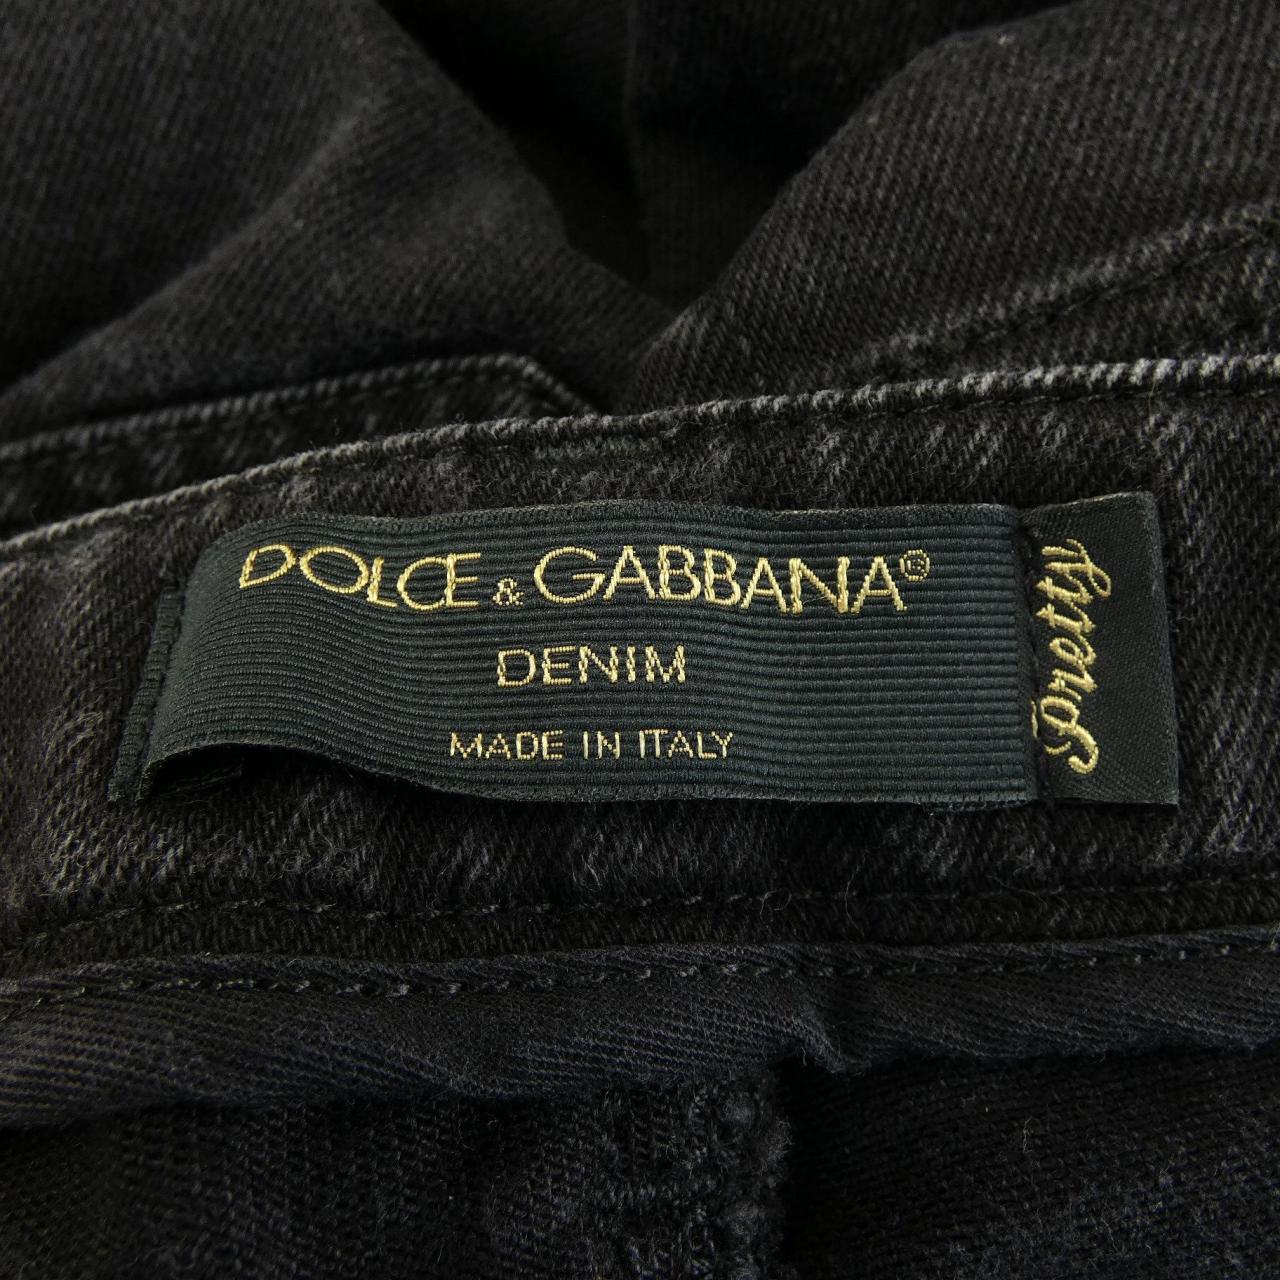 DOLCE & GABBANA®
DENIM
MADE IN ITALY
Pretty